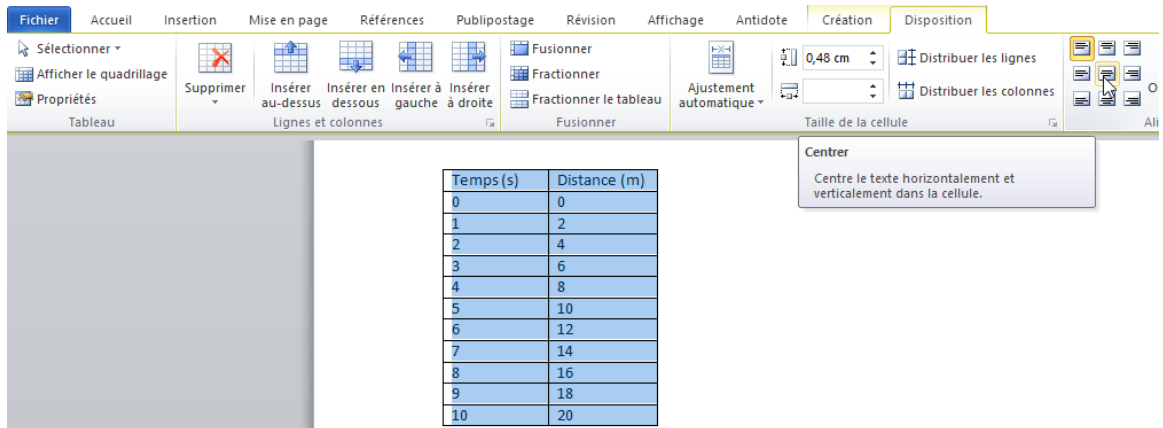 Fichier Accueil Insertion Mise en page Références Publipostage Révision Affichage Antidote Création Disposition
Sélectionner
Afficher le quadrillage
Propriétés
Tableau
Supprimer
Insérer au-dessus
Insérer en dessous
Insérer à gauche
Insérer à droite
Lignes et colonnes
Fusionner
Fractionner
Fractionner le tableau
Fusionner
Ajustement automatique
0,48 cm
Distribuer les lignes
Distribuer les colonnes
Taille de la cellule
O
Ali
Centrer
Centre le texte horizontalement et
verticalement dans la cellule.
Temps (s) Distance (m)
0 0
1 2
2 4
3 6
4 8
5 10
6 12
7 14
8 16
9 18
10 20